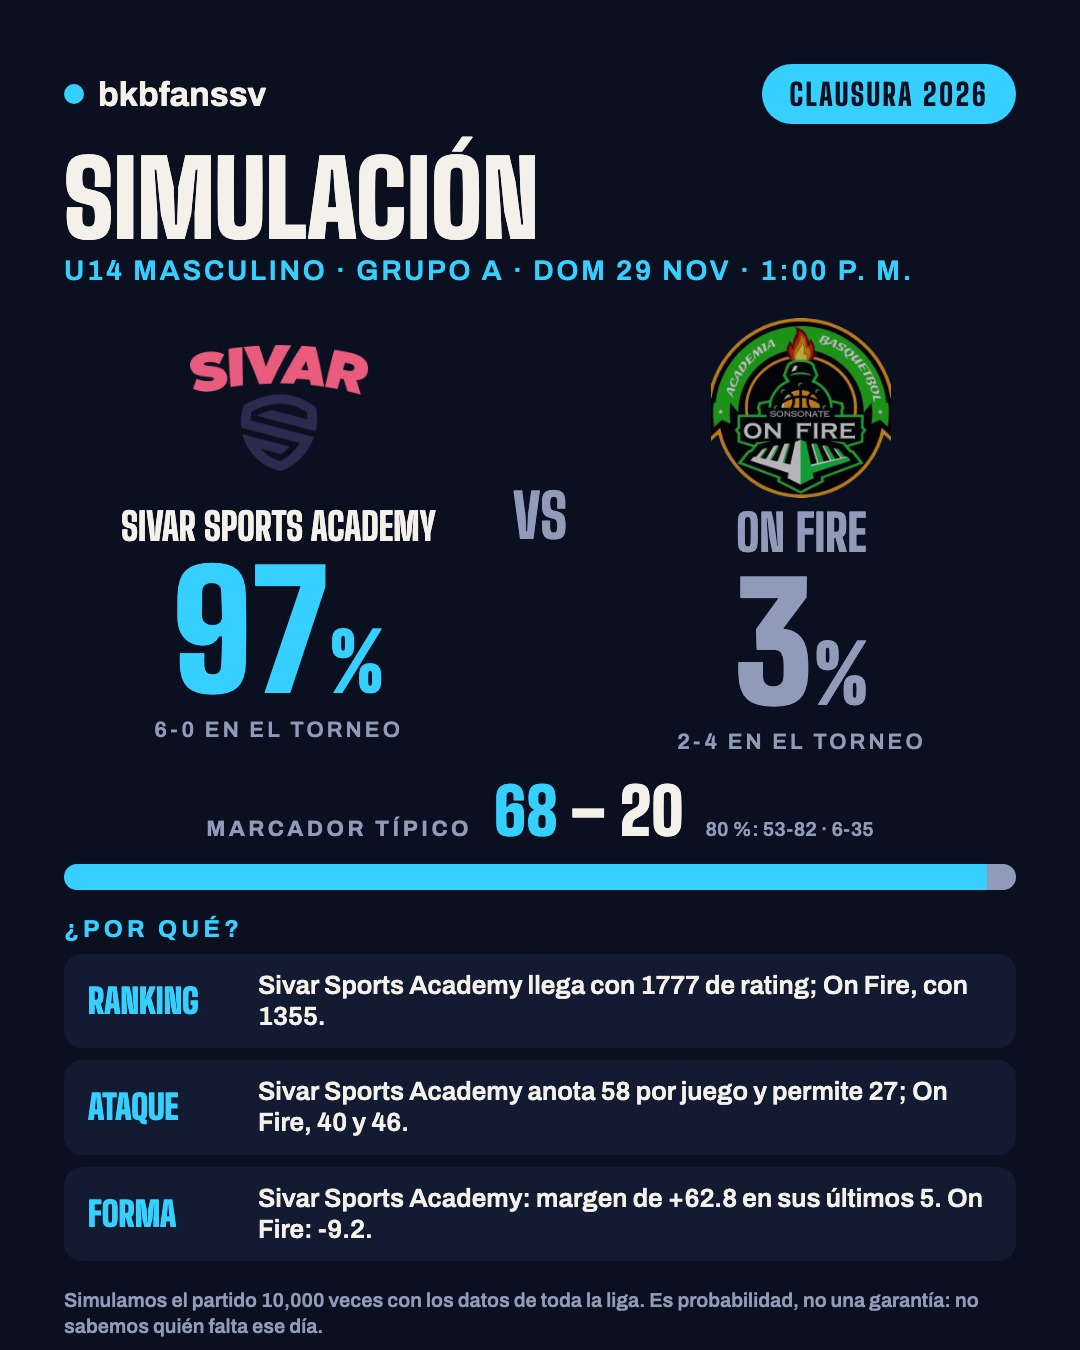 bkbfanssv
CLAUSURA 2026
SIMULACIÓN
U14 MASCULINO · GRUPO A · DOM 29 NOV · 1:00 P. M.
SIVAR
ACADEMIA BASQUETBOL
SONSONATE
ON FIRE
SIVAR SPORTS ACADEMY
VS
ON FIRE
97%
3%
6-0 EN EL TORNEO
2-4 EN EL TORNEO
MARCADOR TÍPICO 68 – 20 80 %: 53-82 · 6-35
¿POR QUÉ?
RANKING
Sivar Sports Academy llega con 1777 de rating; On Fire, con
1355.
ATAQUE
Sivar Sports Academy anota 58 por juego y permite 27; On
Fire, 40 y 46.
FORMA
Sivar Sports Academy: margen de +62.8 en sus últimos 5. On
Fire: -9.2.
Simulamos el partido 10,000 veces con los datos de toda la liga. Es probabilidad, no una garantía: no
sabemos quién falta ese día.